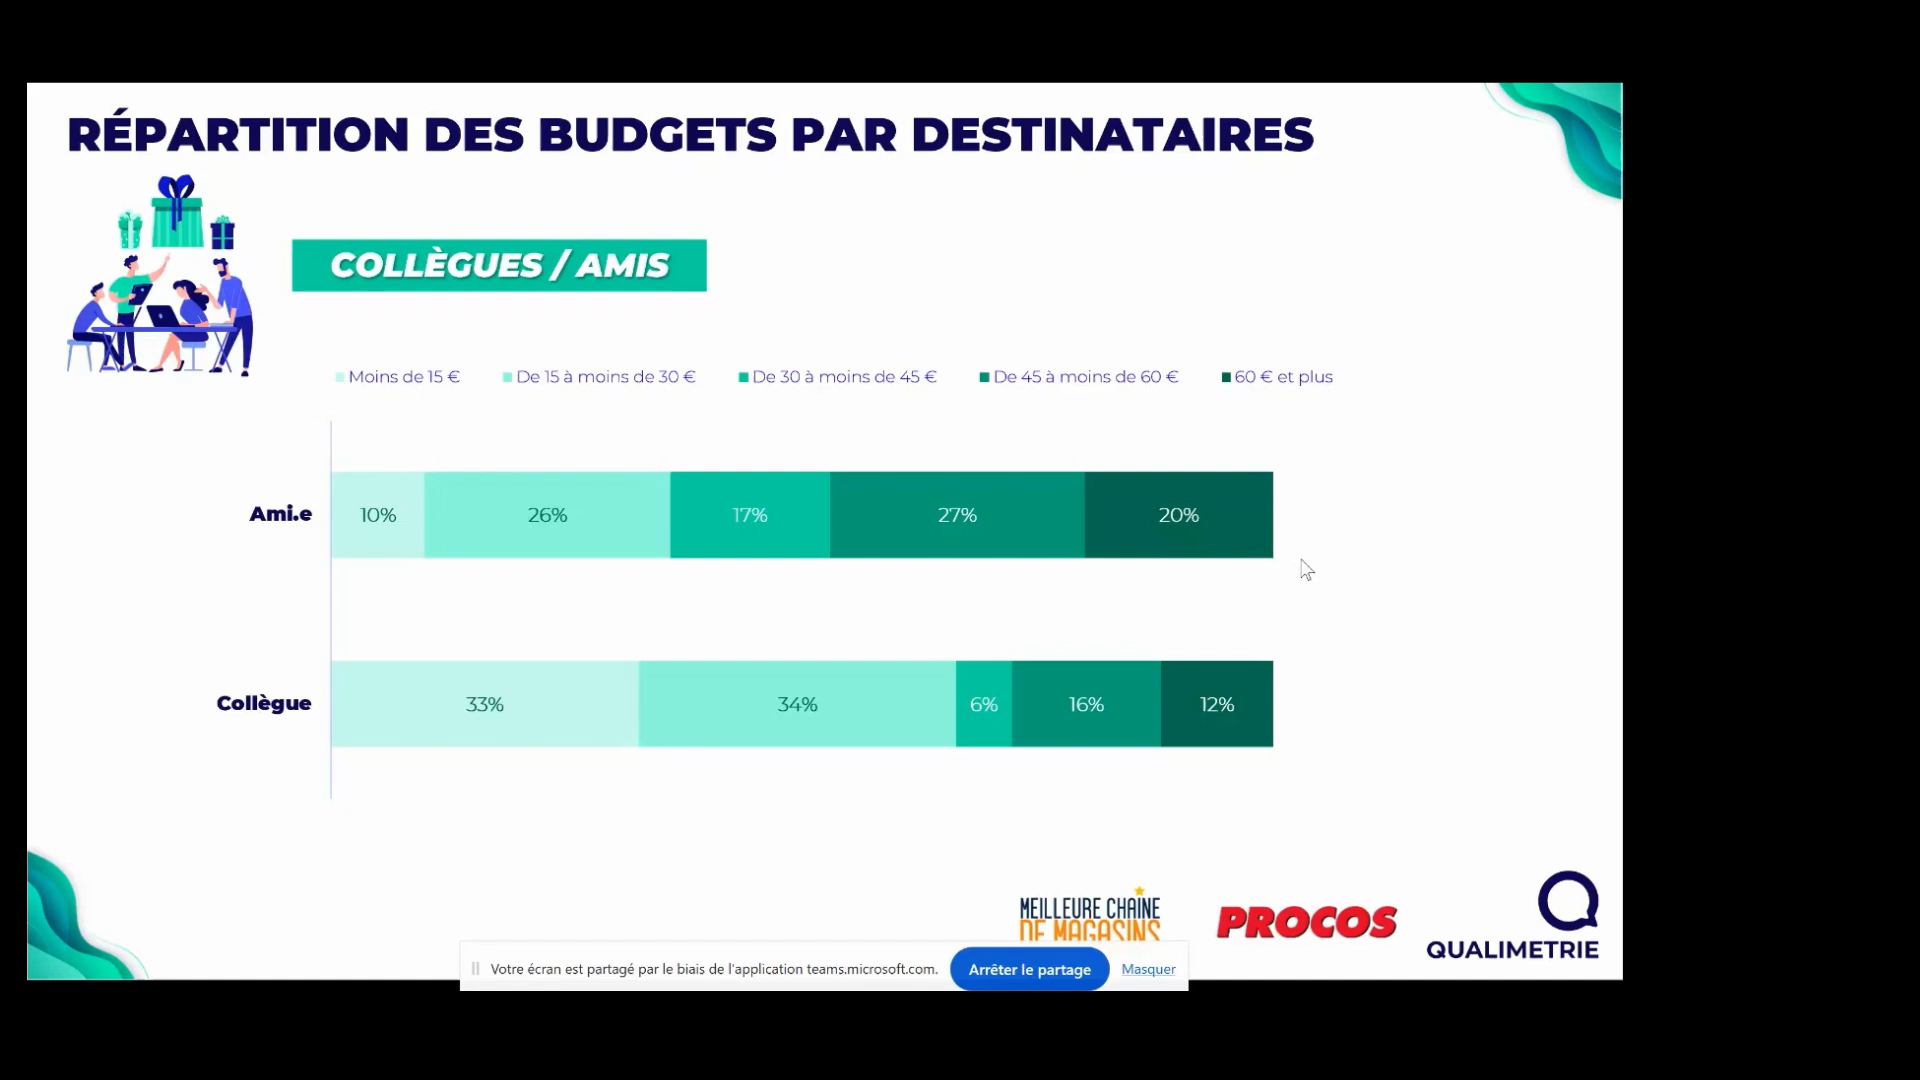 RÉPARTITION DES BUDGETS PAR DESTINATAIRES
COLLÈGUES / AMIS
Moins de 15 € De 15 à moins de 30 € De 30 à moins de 45 € De 45 à moins de 60 € 60 € et plus
Ami.e 10% 26% 17% 27% 20%
Collègue 33% 34% 6% 16% 12%
MEILLEURE CHAÎNE
DE MAGASINS
PROCOS
QUALIMETRIE
Votre écran est partagé par le biais de l'application teams.microsoft.com. Arrêter le partage Masquer